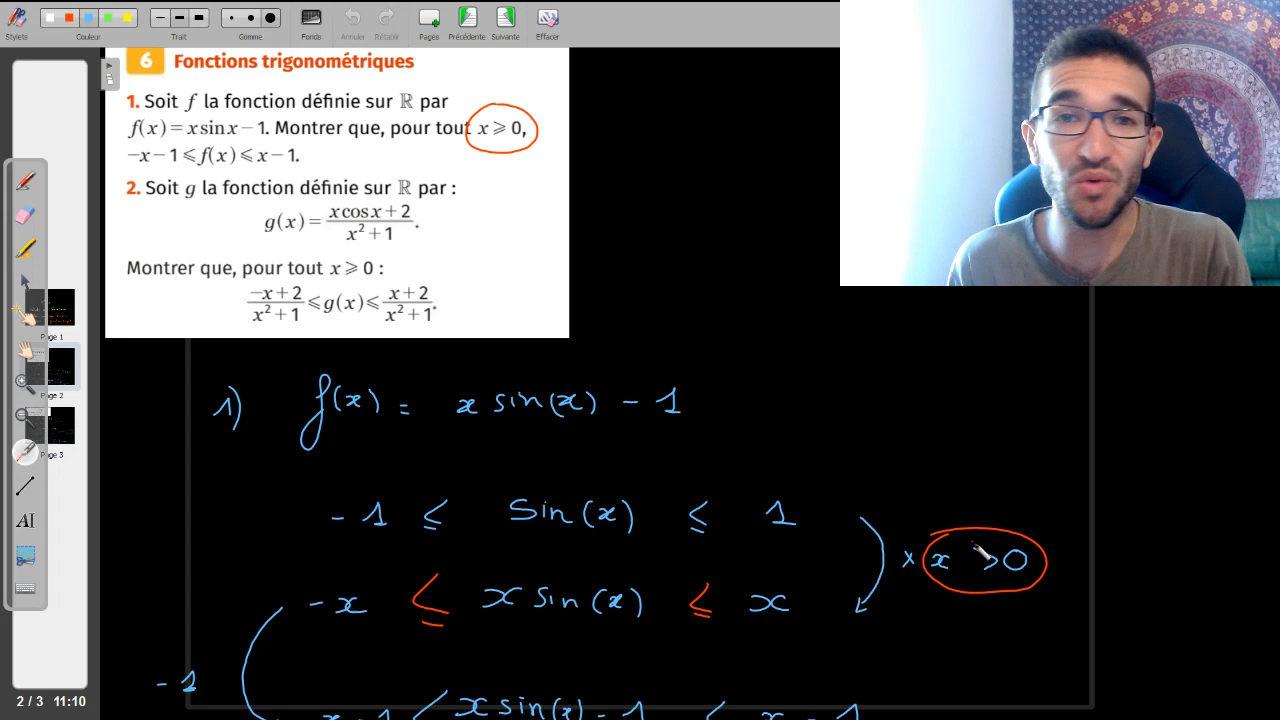 Stylets
Couleur
Trait
Gomme
Fonds
Annuler
Rétablir
Pages
Précédente
Suivante
Effacer
6 Fonctions trigonométriques
1. Soit f la fonction définie sur ℝ par
f(x) = x sin x − 1. Montrer que, pour tout x ⩾ 0,
−x − 1 ⩽ f(x) ⩽ x − 1.
2. Soit g la fonction définie sur ℝ par :
g(x) = (x cos x + 2)/(x² + 1).
Montrer que, pour tout x ⩾ 0 :
(−x + 2)/(x² + 1) ⩽ g(x) ⩽ (x + 2)/(x² + 1).
Page 1
Page 2
Page 3
AI
1) f(x) = x sin(x) − 1
−1 ≤ Sin(x) ≤ 1
× x >0
−x ≤ x sin(x) ≤ x
−1
x sin(x) − 1
2 / 3 11:10